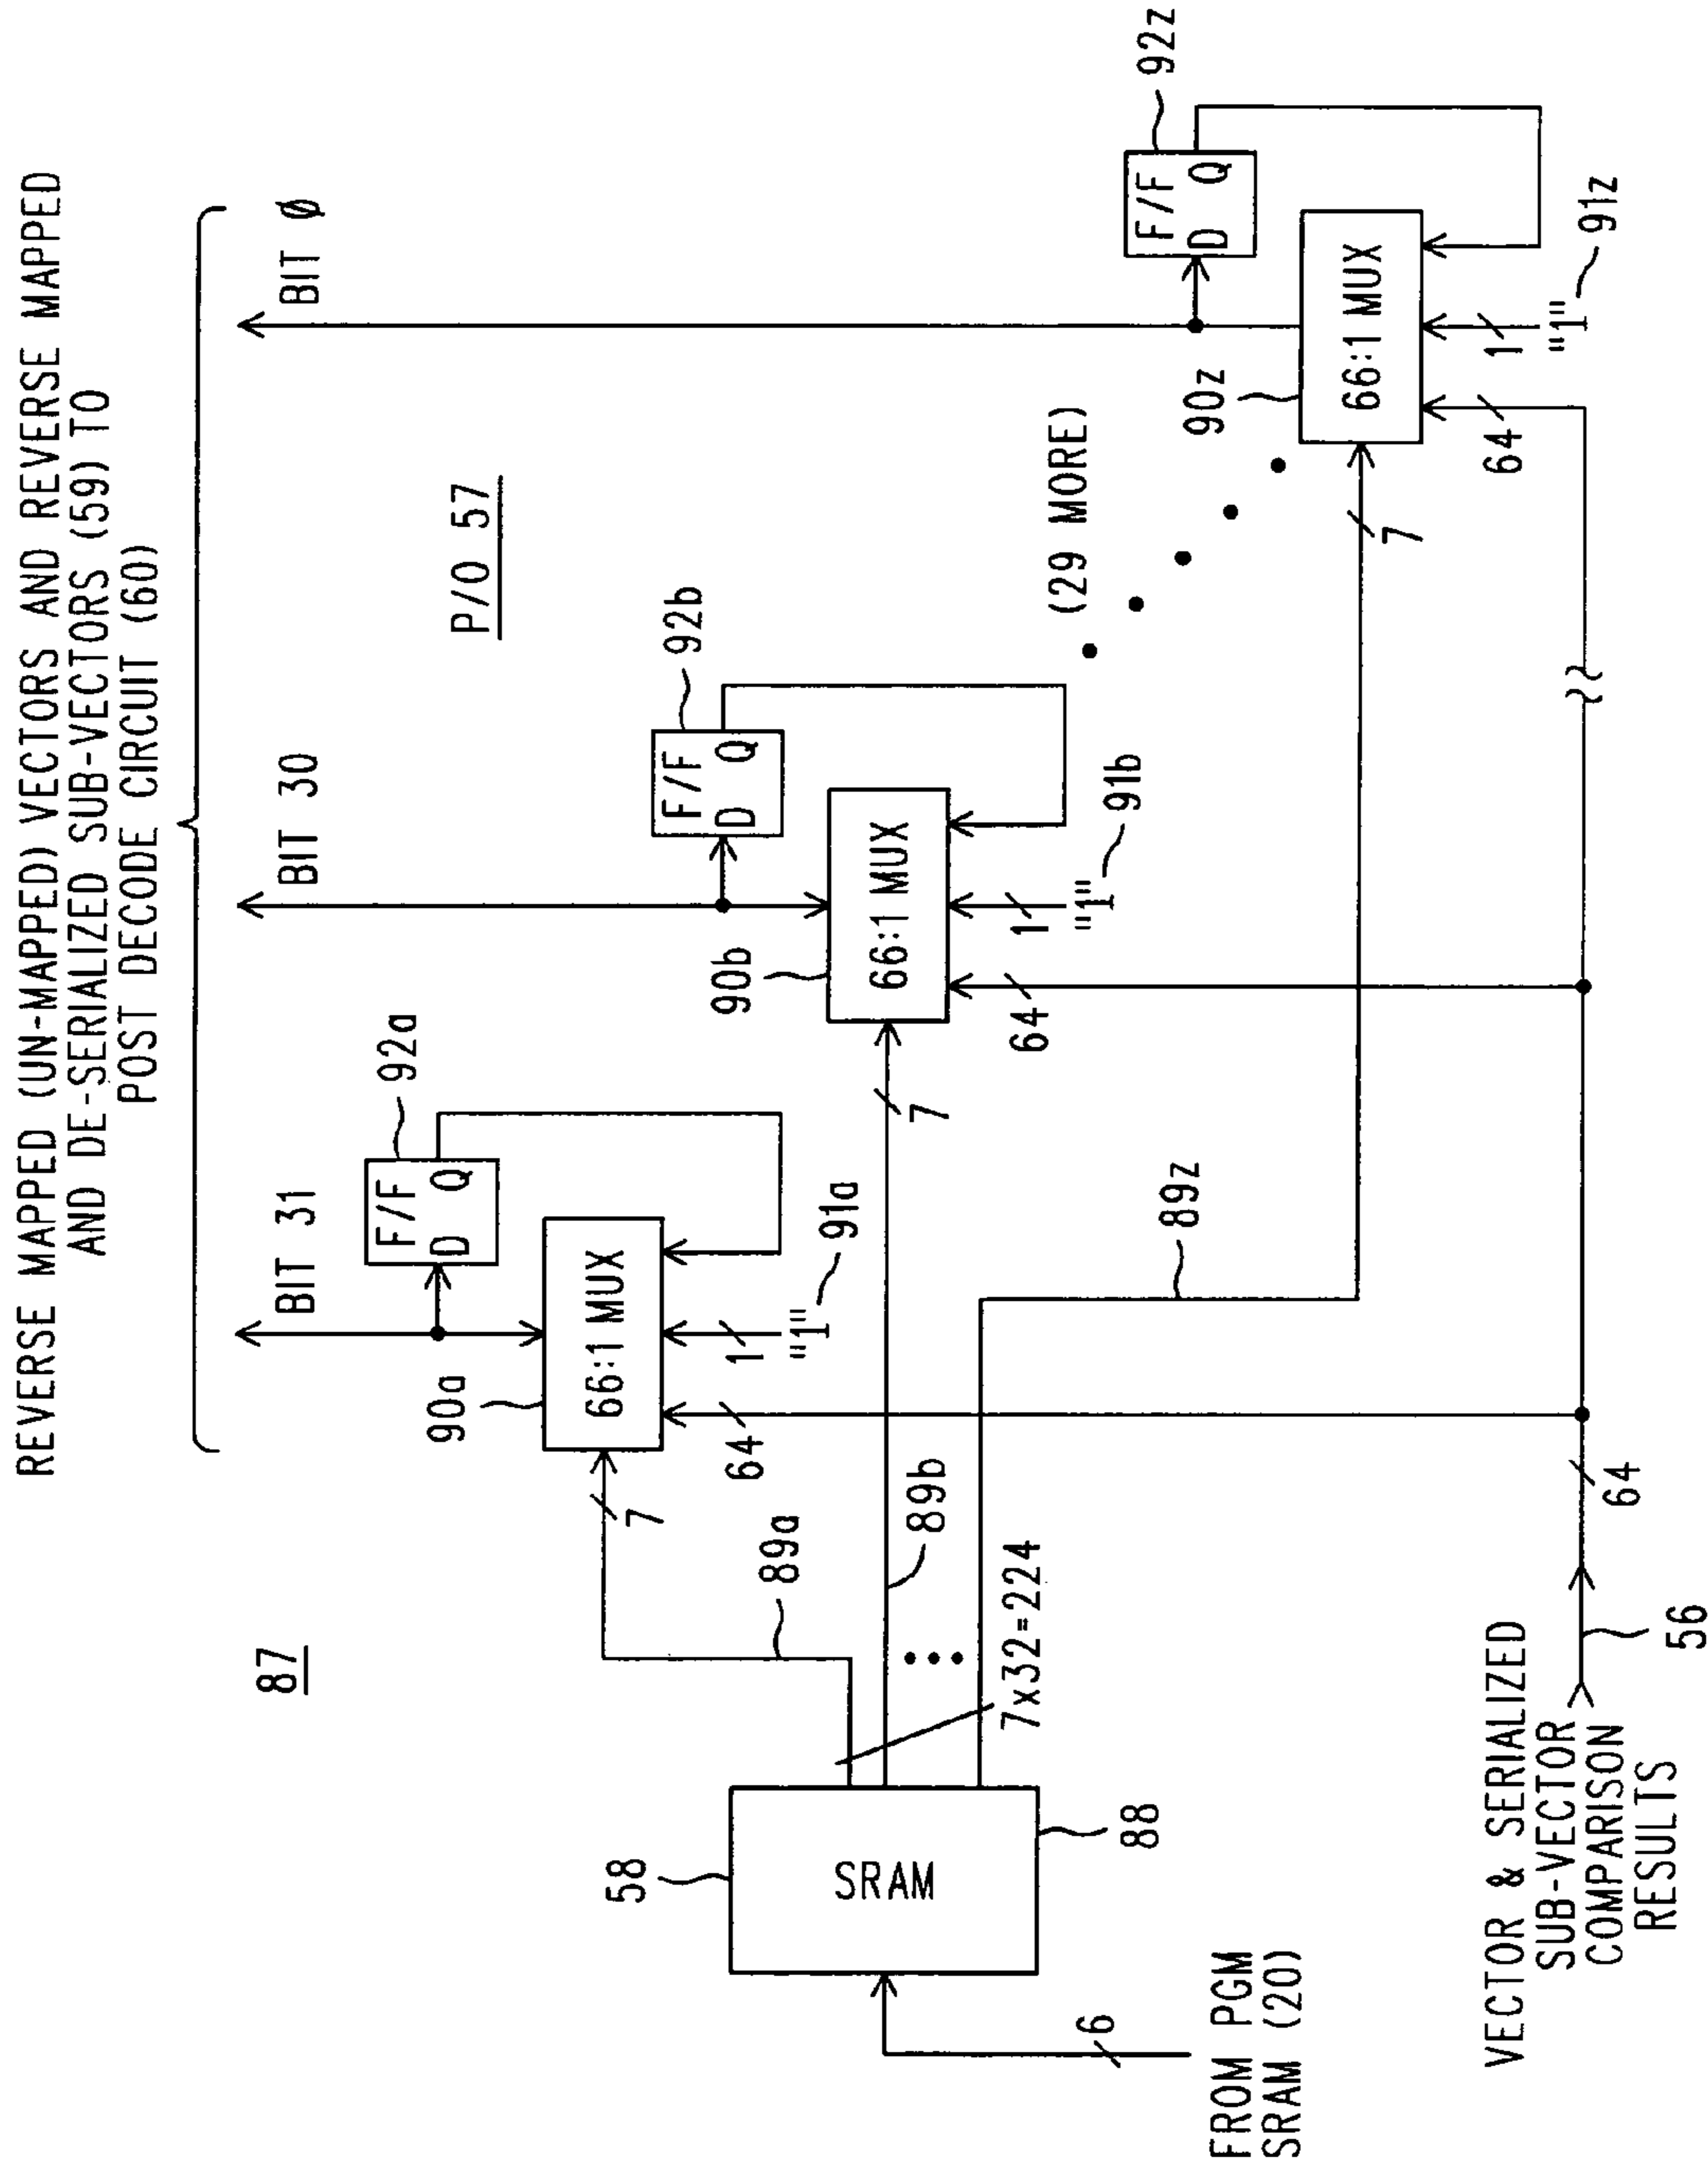 REVERSE MAPPED (UN-MAPPED) VECTORS AND REVERSE MAPPED
AND DE-SERIALIZED SUB-VECTORS (59) TO
POST DECODE CIRCUIT (60)
87
BIT 31
BIT 30
BIT Ø
P/O 57
F/F
D Q
92a
F/F
D Q
92b
F/F
D Q
92z
90a
66:1 MUX
90b
66:1 MUX
90z
66:1 MUX
(29 MORE)
7
64
1
"1"
91a
7
64
1
"1"
91b
7
64
1
"1"
91z
89a
89b
89z
7x32=224
58
SRAM
88
6
FROM PGM
SRAM (20)
VECTOR & SERIALIZED
SUB-VECTOR
COMPARISON
RESULTS
56
64